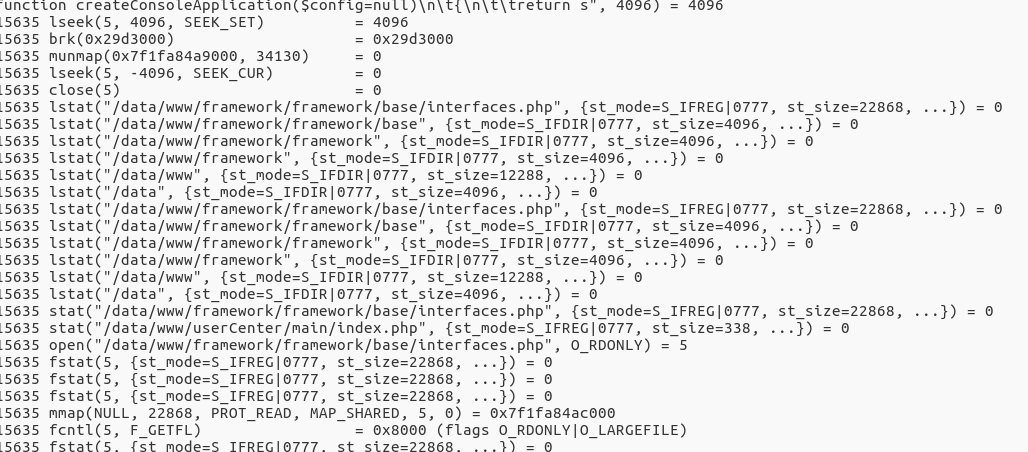 function createConsoleApplication($config=null)\n\t{\n\t\treturn s", 4096) = 4096
15635 lseek(5, 4096, SEEK_SET)           = 4096
15635 brk(0x29d3000)                     = 0x29d3000
15635 munmap(0x7f1fa84a9000, 34130)     = 0
15635 lseek(5, -4096, SEEK_CUR)          = 0
15635 close(5)                          = 0
15635 lstat("/data/www/framework/framework/base/interfaces.php", {st_mode=S_IFREG|0777, st_size=22868, ...}) = 0
15635 lstat("/data/www/framework/framework/base", {st_mode=S_IFDIR|0777, st_size=4096, ...}) = 0
15635 lstat("/data/www/framework/framework", {st_mode=S_IFDIR|0777, st_size=4096, ...}) = 0
15635 lstat("/data/www/framework", {st_mode=S_IFDIR|0777, st_size=4096, ...}) = 0
15635 lstat("/data/www", {st_mode=S_IFDIR|0777, st_size=12288, ...}) = 0
15635 lstat("/data", {st_mode=S_IFDIR|0777, st_size=4096, ...}) = 0
15635 lstat("/data/www/framework/framework/base/interfaces.php", {st_mode=S_IFREG|0777, st_size=22868, ...}) = 0
15635 lstat("/data/www/framework/framework/base", {st_mode=S_IFDIR|0777, st_size=4096, ...}) = 0
15635 lstat("/data/www/framework/framework", {st_mode=S_IFDIR|0777, st_size=4096, ...}) = 0
15635 lstat("/data/www/framework", {st_mode=S_IFDIR|0777, st_size=4096, ...}) = 0
15635 lstat("/data/www", {st_mode=S_IFDIR|0777, st_size=12288, ...}) = 0
15635 lstat("/data", {st_mode=S_IFDIR|0777, st_size=4096, ...}) = 0
15635 stat("/data/www/framework/framework/base/interfaces.php", {st_mode=S_IFREG|0777, st_size=22868, ...}) = 0
15635 stat("/data/www/userCenter/main/index.php", {st_mode=S_IFREG|0777, st_size=338, ...}) = 0
15635 open("/data/www/framework/framework/base/interfaces.php", O_RDONLY) = 5
15635 fstat(5, {st_mode=S_IFREG|0777, st_size=22868, ...}) = 0
15635 fstat(5, {st_mode=S_IFREG|0777, st_size=22868, ...}) = 0
15635 fstat(5, {st_mode=S_IFREG|0777, st_size=22868, ...}) = 0
15635 mmap(NULL, 22868, PROT_READ, MAP_SHARED, 5, 0) = 0x7f1fa84ac000
15635 fcntl(5, F_GETFL)                 = 0x8000 (flags O_RDONLY|O_LARGEFILE)
15635 fstat(5, {st_mode=S_IFREG|0777, st_size=22868, ...}) = 0